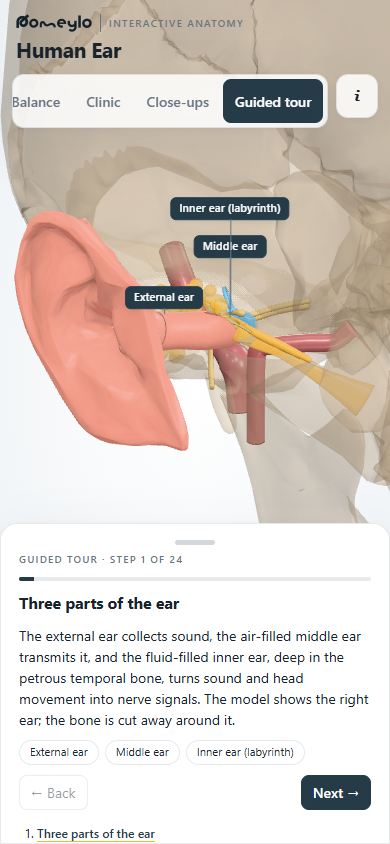 Domeylo | INTERACTIVE ANATOMY
Human Ear
Balance Clinic Close-ups Guided tour i
Inner ear (labyrinth)
Middle ear
External ear
GUIDED TOUR · STEP 1 OF 24
Three parts of the ear
The external ear collects sound, the air-filled middle ear
transmits it, and the fluid-filled inner ear, deep in the
petrous temporal bone, turns sound and head
movement into nerve signals. The model shows the right
ear; the bone is cut away around it.
External ear Middle ear Inner ear (labyrinth)
← Back Next →
1. Three parts of the ear